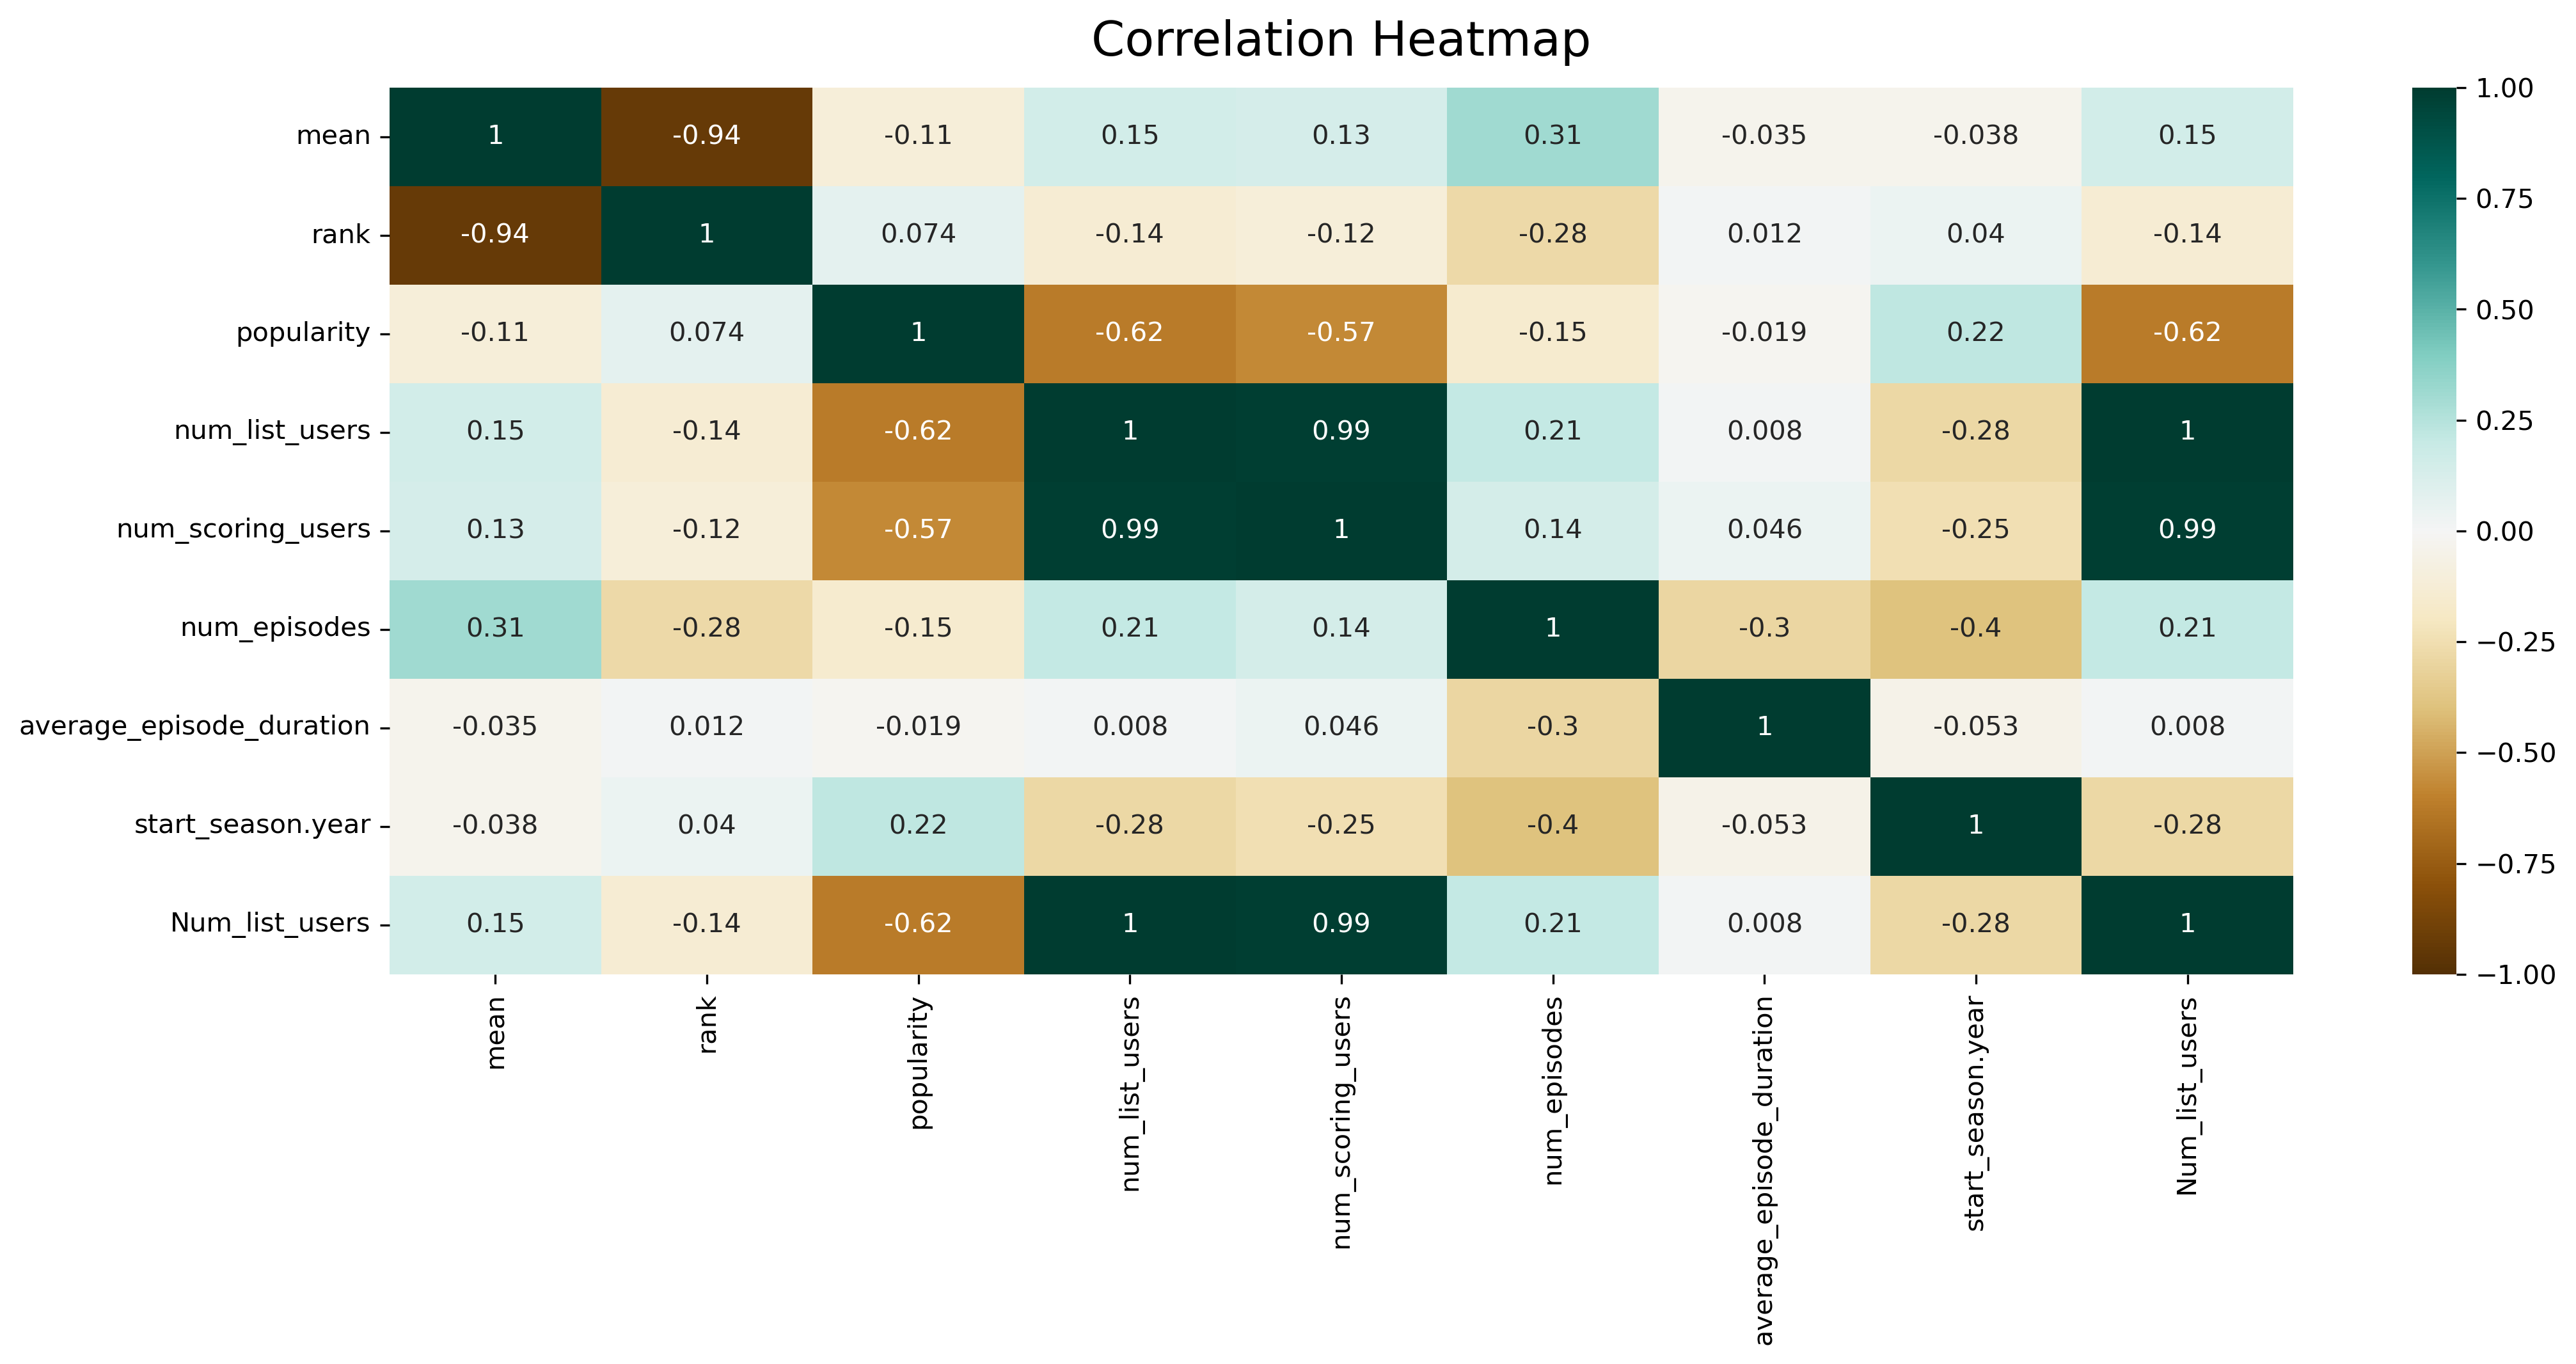 Correlation Heatmap
mean 1 -0.94 -0.11 0.15 0.13 0.31 -0.035 -0.038 0.15
rank -0.94 1 0.074 -0.14 -0.12 -0.28 0.012 0.04 -0.14
popularity -0.11 0.074 1 -0.62 -0.57 -0.15 -0.019 0.22 -0.62
num_list_users 0.15 -0.14 -0.62 1 0.99 0.21 0.008 -0.28 1
num_scoring_users 0.13 -0.12 -0.57 0.99 1 0.14 0.046 -0.25 0.99
num_episodes 0.31 -0.28 -0.15 0.21 0.14 1 -0.3 -0.4 0.21
average_episode_duration -0.035 0.012 -0.019 0.008 0.046 -0.3 1 -0.053 0.008
start_season.year -0.038 0.04 0.22 -0.28 -0.25 -0.4 -0.053 1 -0.28
Num_list_users 0.15 -0.14 -0.62 1 0.99 0.21 0.008 -0.28 1
mean
rank
popularity
num_list_users
num_scoring_users
num_episodes
average_episode_duration
start_season.year
Num_list_users
1.00
0.75
0.50
0.25
0.00
−0.25
−0.50
−0.75
−1.00